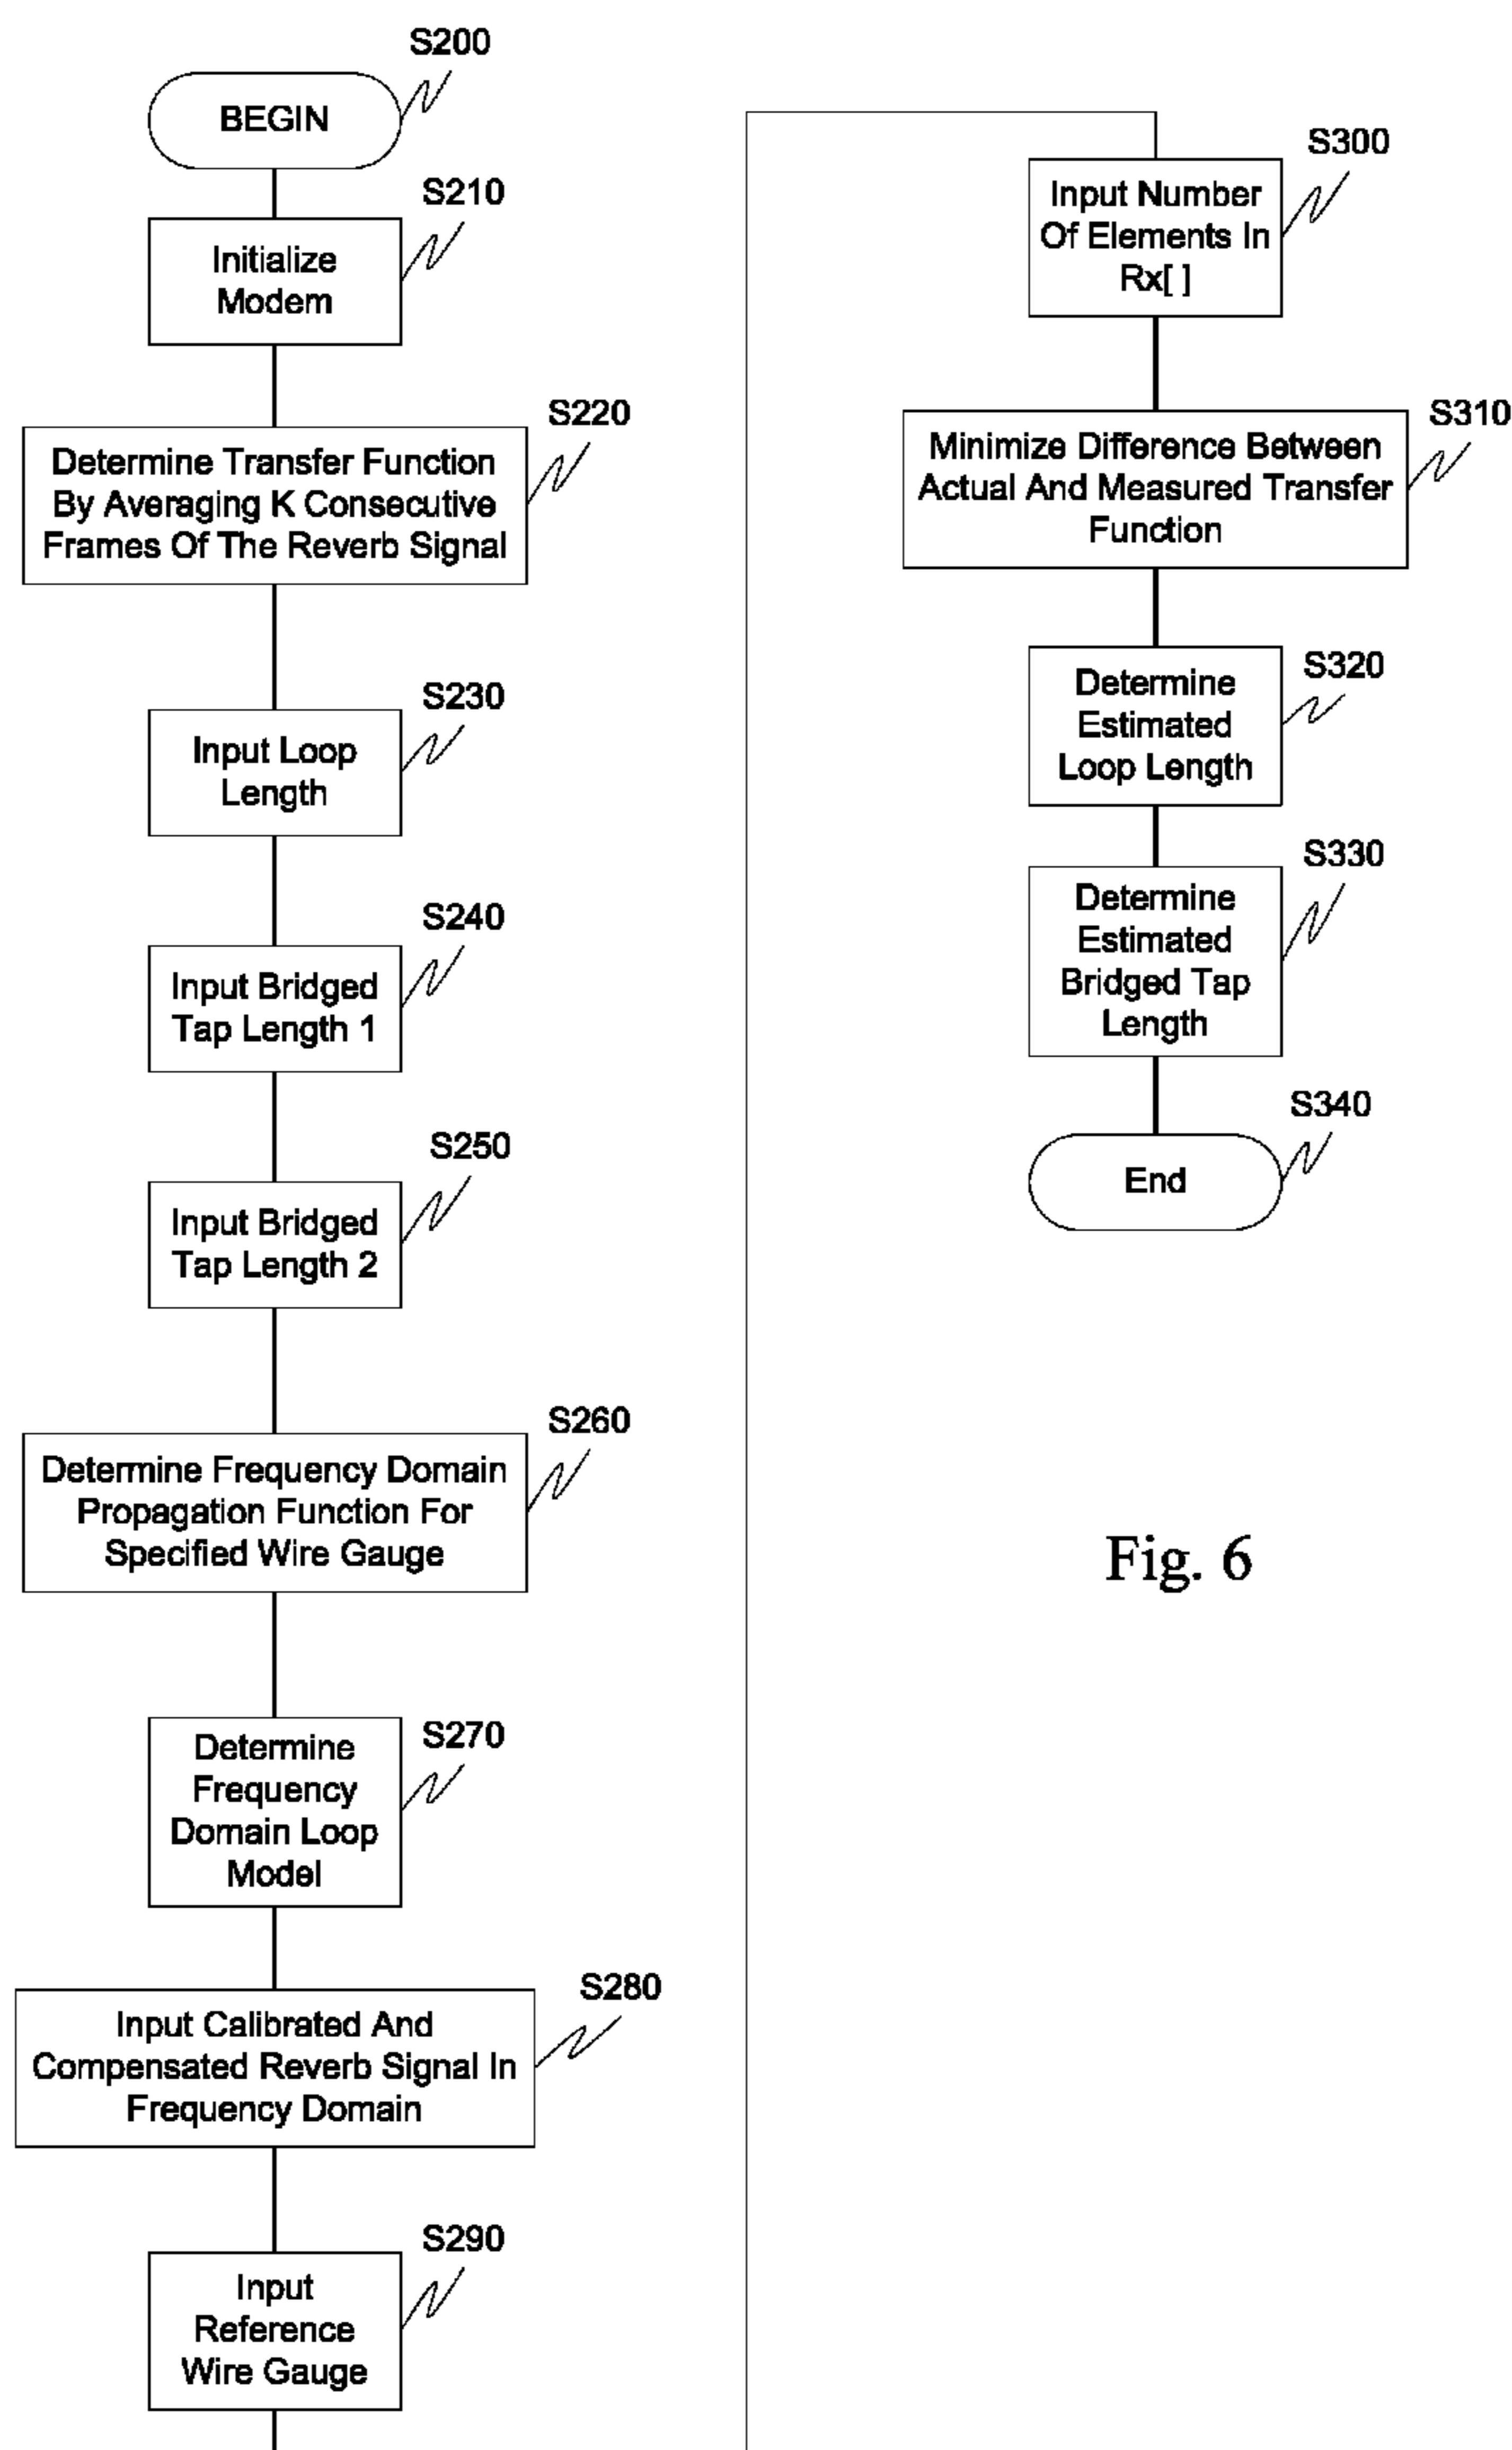 S200
BEGIN
S210
Initialize
Modem
S220
Determine Transfer Function
By Averaging K Consecutive
Frames Of The Reverb Signal
S230
Input Loop
Length
S240
Input Bridged
Tap Length 1
S250
Input Bridged
Tap Length 2
S260
Determine Frequency Domain
Propagation Function For
Specified Wire Gauge
S270
Determine
Frequency
Domain Loop
Model
S280
Input Calibrated And
Compensated Reverb Signal In
Frequency Domain
S290
Input
Reference
Wire Gauge
S300
Input Number
Of Elements In
Rx[ ]
S310
Minimize Difference Between
Actual And Measured Transfer
Function
S320
Determine
Estimated
Loop Length
S330
Determine
Estimated
Bridged Tap
Length
S340
End
Fig. 6